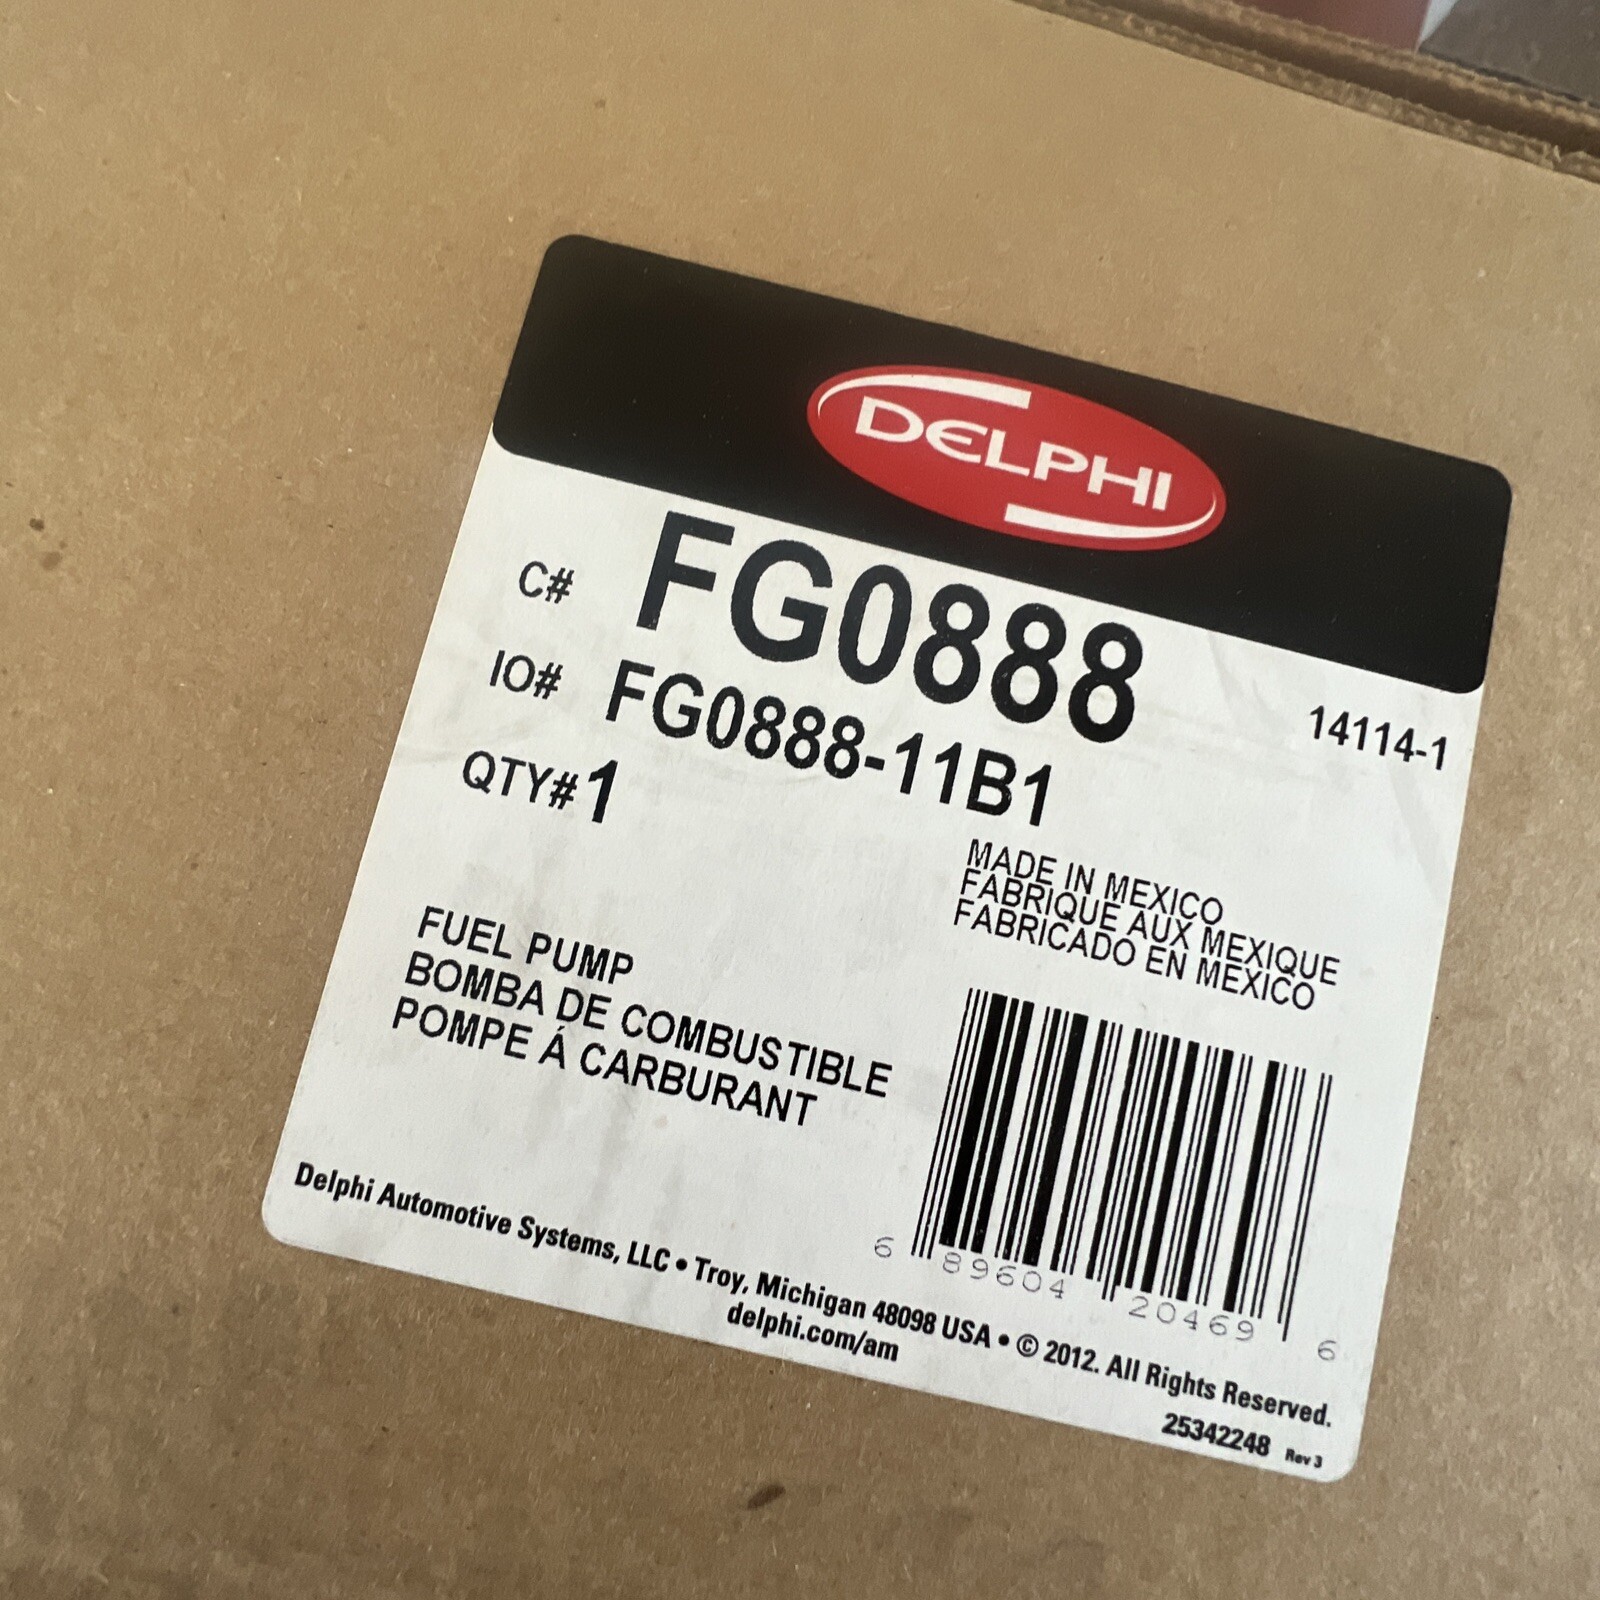 DELPHI
C# FG0888
IO# FG0888-11B1
14114-1
QTY# 1
MADE IN MEXICO
FABRIQUE AUX MEXIQUE
FABRICADO EN MEXICO
FUEL PUMP
BOMBA DE COMBUSTIBLE
POMPE Á CARBURANT
6 89604 20469 6
Delphi Automotive Systems, LLC • Troy, Michigan 48098 USA • © 2012. All Rights Reserved.
delphi.com/am
25342248 Rev 3